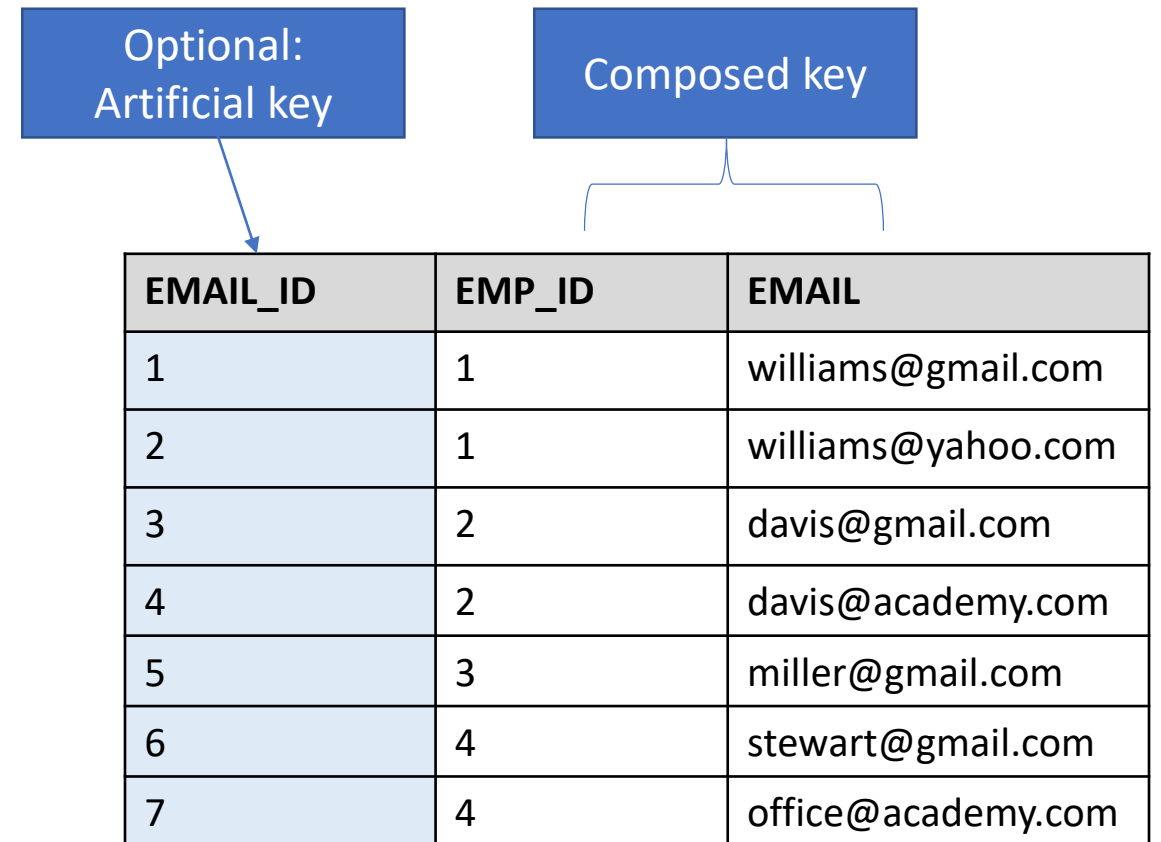 Optional:
Artificial key
Composed key
EMAIL_ID EMP_ID EMAIL
1 1 williams@gmail.com
2 1 williams@yahoo.com
3 2 davis@gmail.com
4 2 davis@academy.com
5 3 miller@gmail.com
6 4 stewart@gmail.com
7 4 office@academy.com